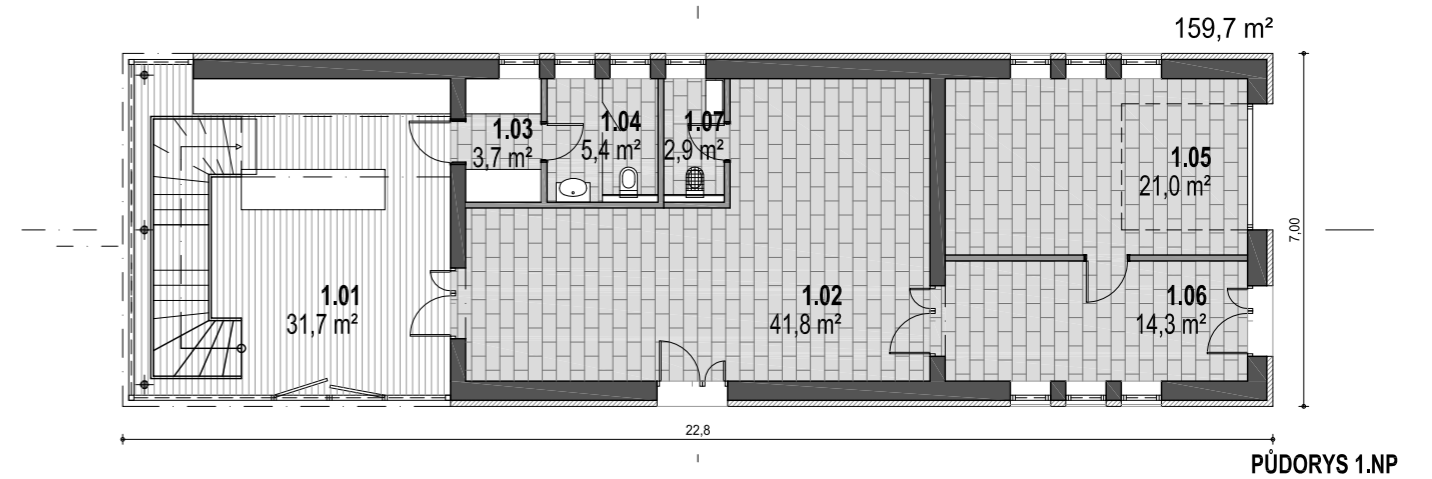 159,7 m²
1.03
3,7 m²
1.04
5,4 m²
1.07
2,9 m²
1.05
21,0 m²
7,00
1.01
31,7 m²
1.02
41,8 m²
1.06
14,3 m²
22,8
PŮDORYS 1.NP